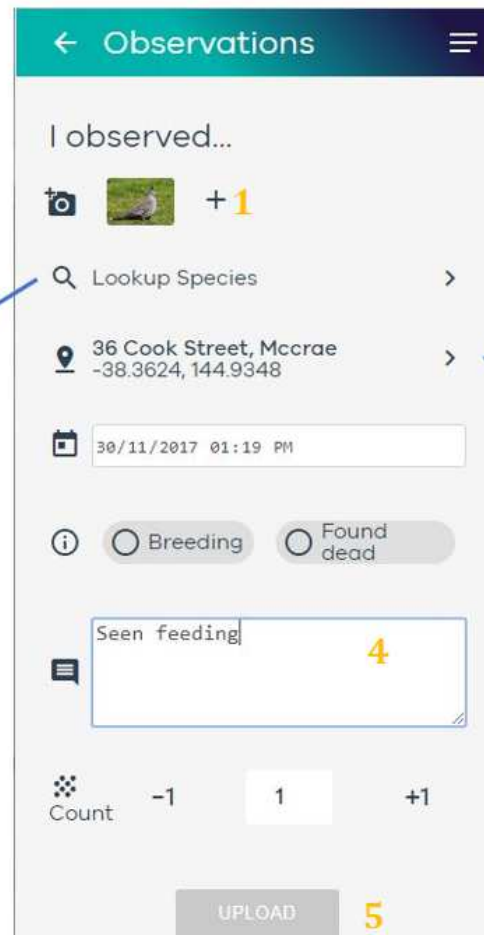 Observations
I observed...
+ 1
Lookup Species
36 Cook Street, Mccrae
-38.3624, 144.9348
30/11/2017 01:19 PM
Breeding
Found
dead
Seen feeding
4
-1 1 +1
Count
UPLOAD 5